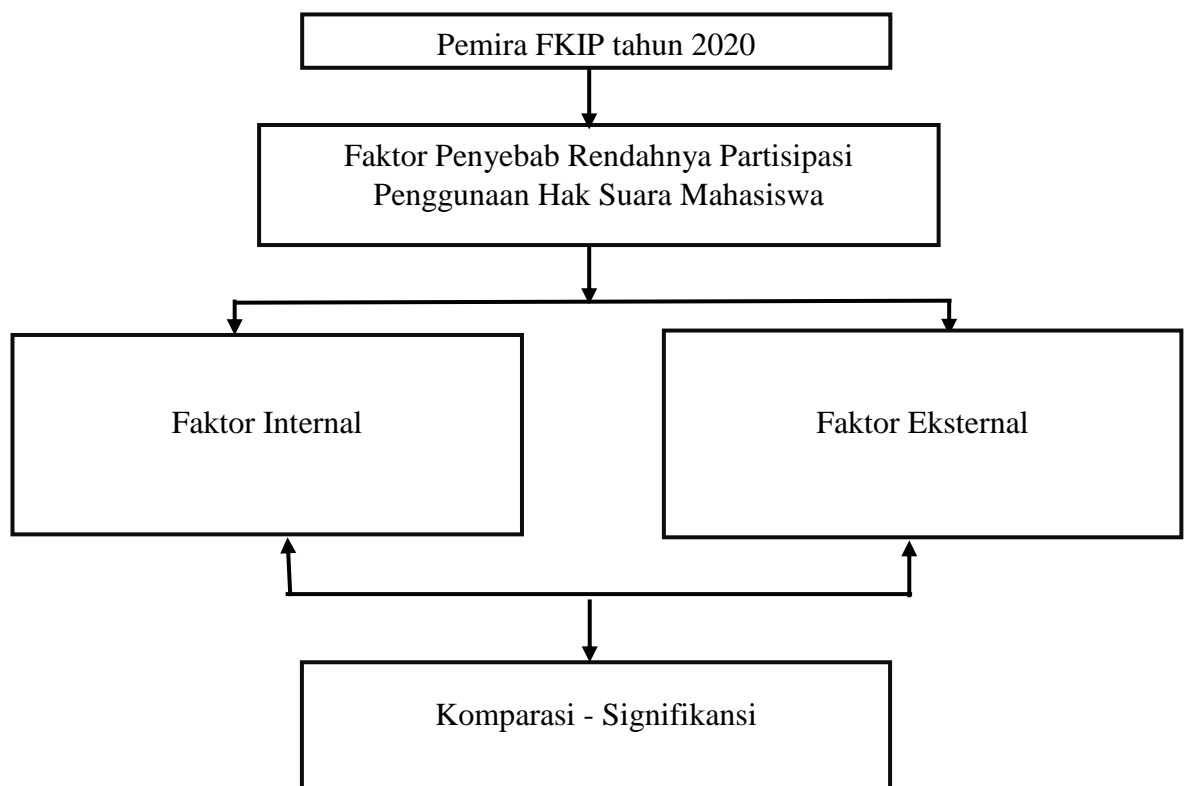 Pemira FKIP tahun 2020
Faktor Penyebab Rendahnya Partisipasi
Penggunaan Hak Suara Mahasiswa
Faktor Internal
Faktor Eksternal
Komparasi - Signifikansi